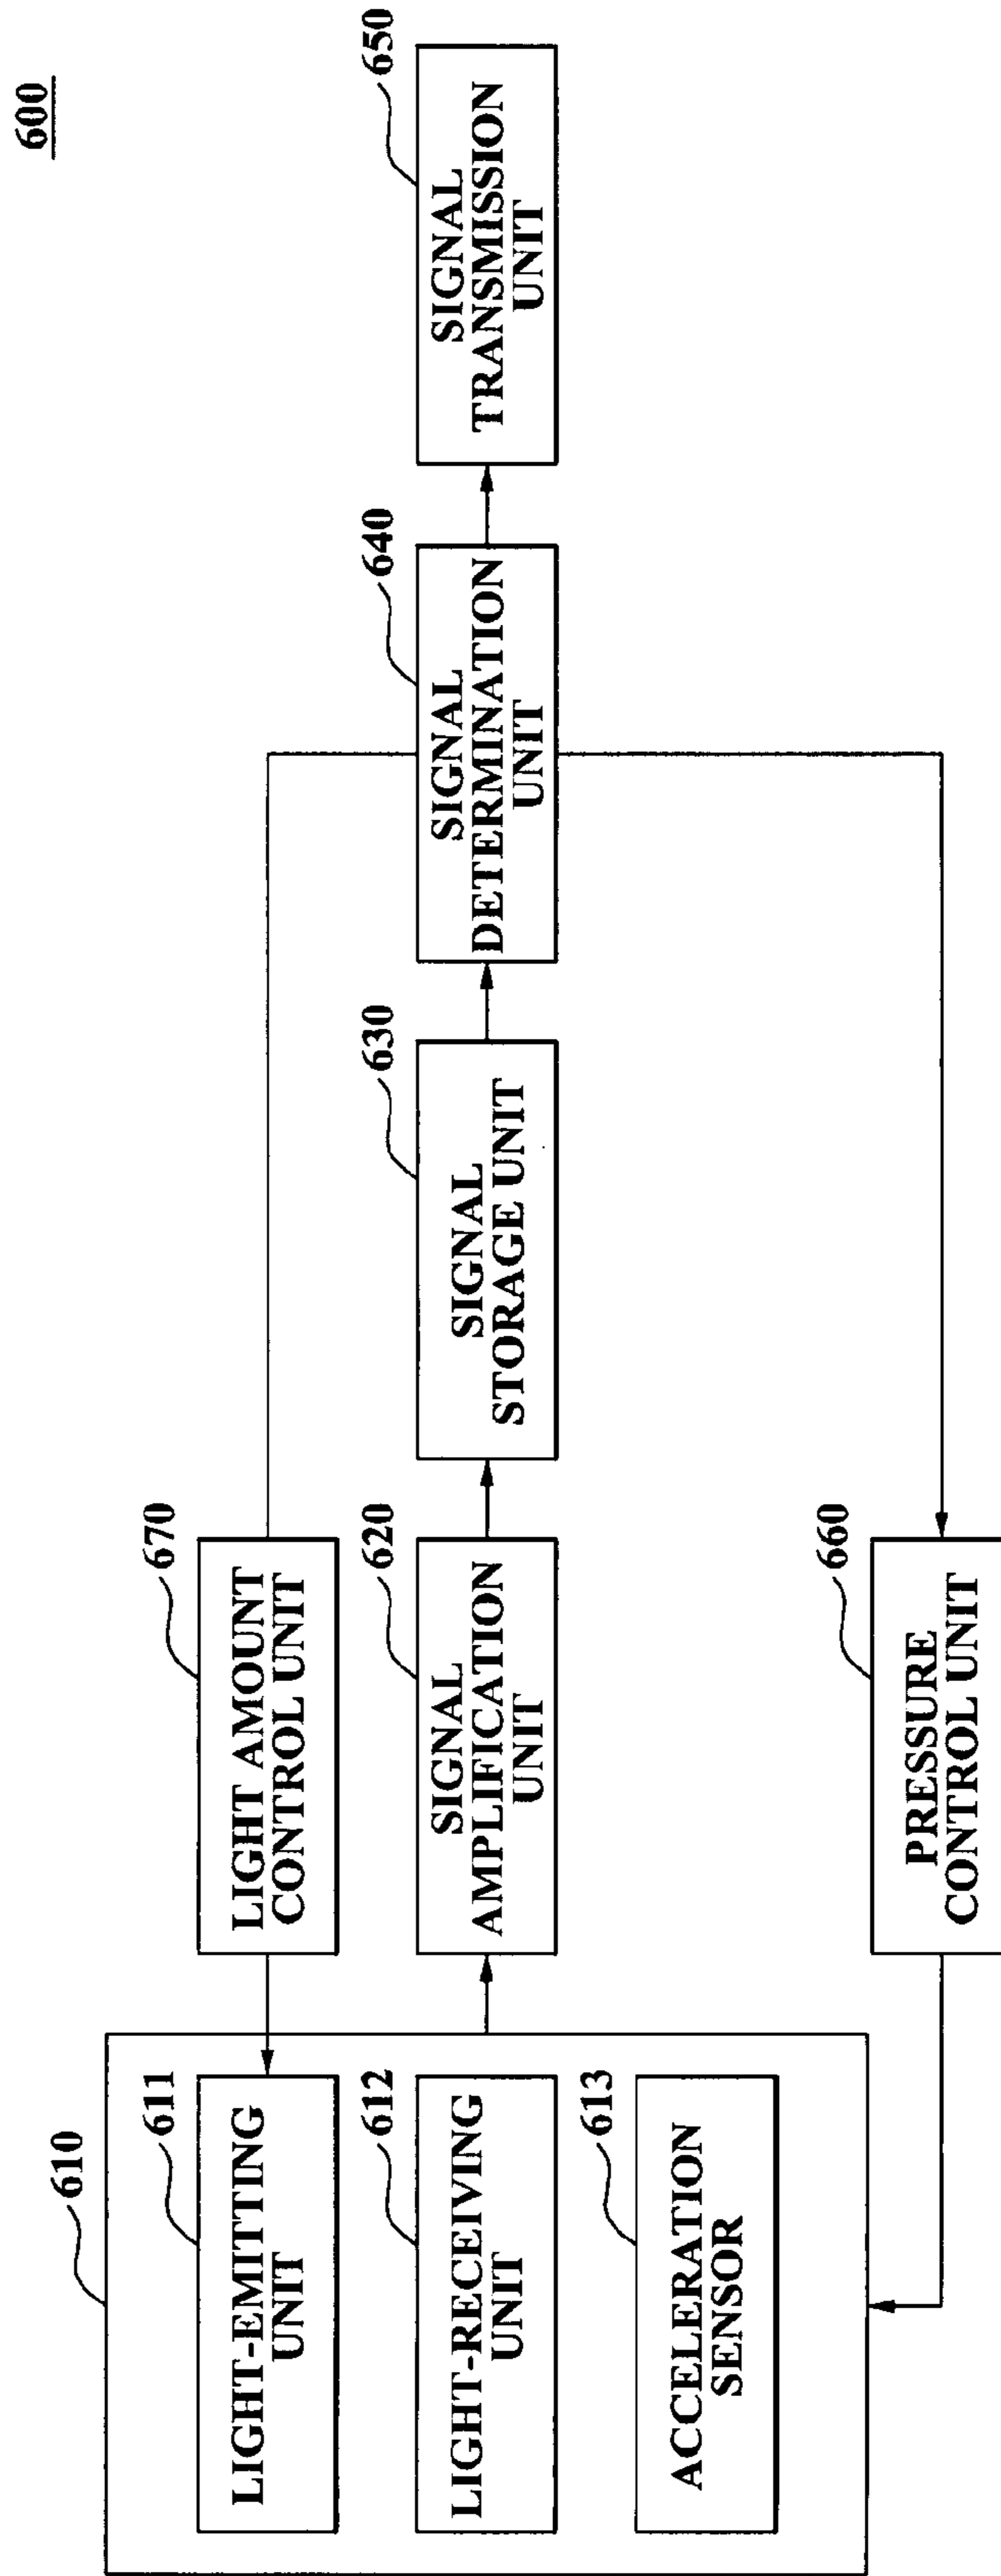 600
610
611
LIGHT-EMITTING
UNIT
612
LIGHT-RECEIVING
UNIT
613
ACCELERATION
SENSOR
670
LIGHT AMOUNT
CONTROL UNIT
620
SIGNAL
AMPLIFICATION
UNIT
660
PRESSURE
CONTROL UNIT
630
SIGNAL
STORAGE UNIT
640
SIGNAL
DETERMINATION
UNIT
650
SIGNAL
TRANSMISSION
UNIT